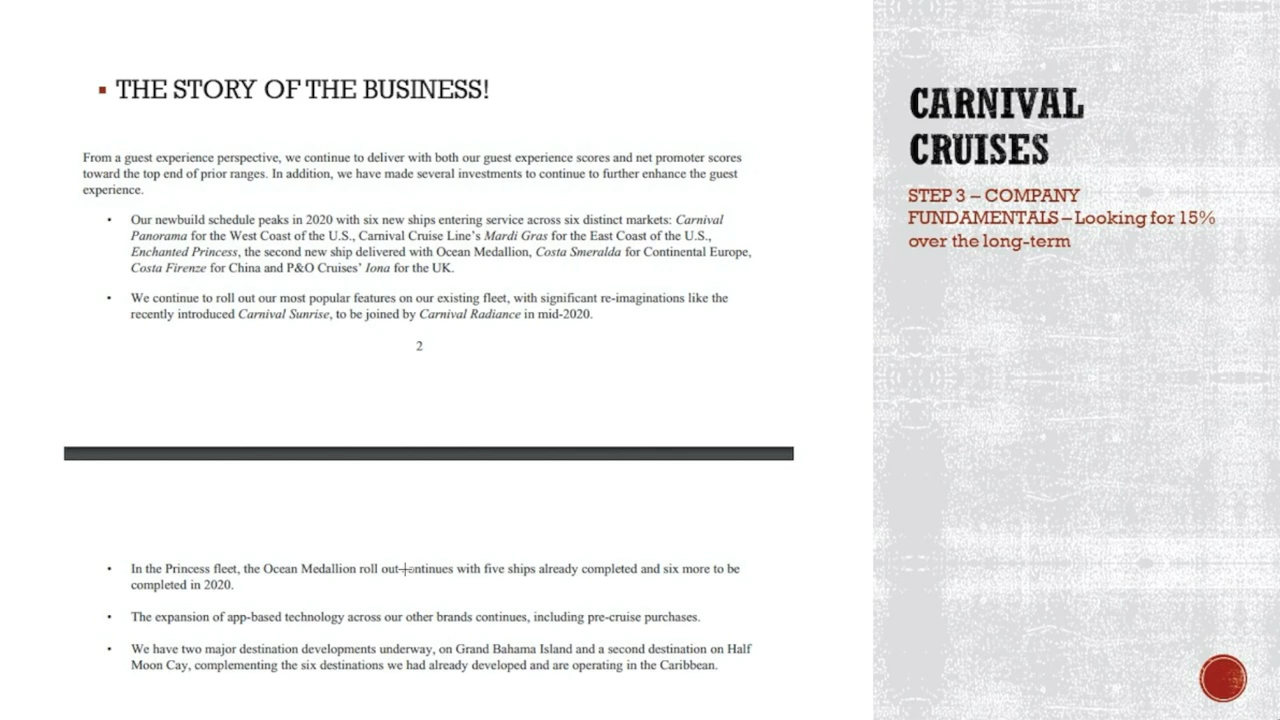 THE STORY OF THE BUSINESS!
From a guest experience perspective, we continue to deliver with both our guest experience scores and net promoter scores
toward the top end of prior ranges. In addition, we have made several investments to continue to further enhance the guest
experience.
• Our newbuild schedule peaks in 2020 with six new ships entering service across six distinct markets: Carnival
Panorama for the West Coast of the U.S., Carnival Cruise Line’s Mardi Gras for the East Coast of the U.S.,
Enchanted Princess, the second new ship delivered with Ocean Medallion, Costa Smeralda for Continental Europe,
Costa Firenze for China and P&O Cruises’ Iona for the UK.
• We continue to roll out our most popular features on our existing fleet, with significant re-imaginations like the
recently introduced Carnival Sunrise, to be joined by Carnival Radiance in mid-2020.
2
• In the Princess fleet, the Ocean Medallion roll out continues with five ships already completed and six more to be
completed in 2020.
• The expansion of app-based technology across our other brands continues, including pre-cruise purchases.
• We have two major destination developments underway, on Grand Bahama Island and a second destination on Half
Moon Cay, complementing the six destinations we had already developed and are operating in the Caribbean.
CARNIVAL
CRUISES
STEP 3 – COMPANY
FUNDAMENTALS – Looking for 15%
over the long-term